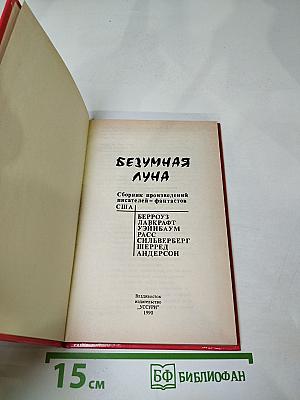 БЕЗУМНАЯ
ЛУНА
Сборник произведений
писателей-фантастов
США
БЕРРОУЗ
ЛАВКРАФТ
УЭЙНБАУМ
РАСС
СИЛЬВЕРБЕРГ
ШЕРРЕД
АНДЕРСОН
Владивосток
издательство
"УССУРИ"
1992
15 см
БФ БИБЛИОФАН